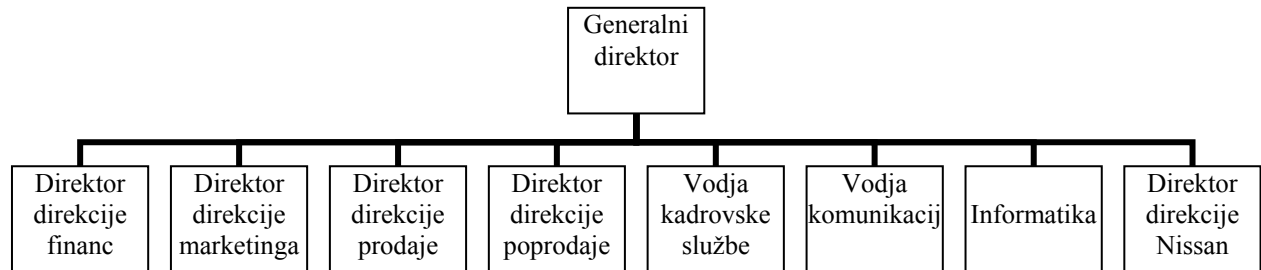 Generalni
direktor
Direktor
direkcije
financ
Direktor
direkcije
marketinga
Direktor
direkcije
prodaje
Direktor
direkcije
poprodaje
Vodja
kadrovske
službe
Vodja
komunikacij
Informatika
Direktor
direkcije
Nissan